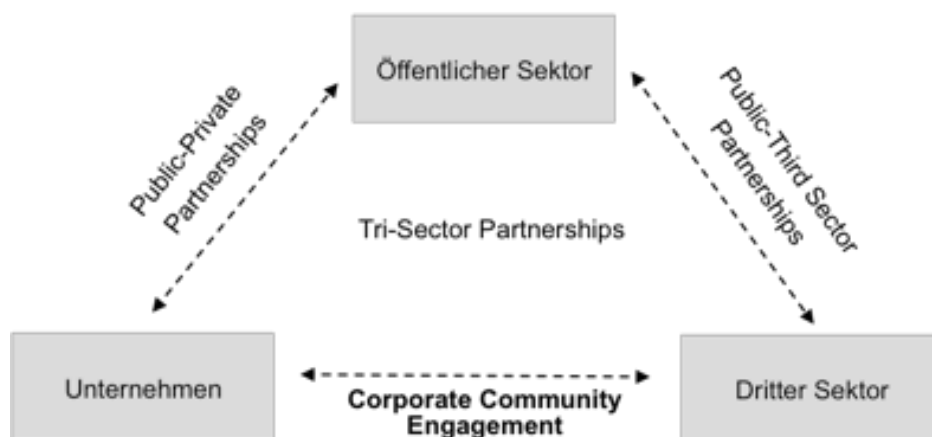 Öffentlicher Sektor
Public-Private
Partnerships
Public-Third Sector
Partnerships
Tri-Sector Partnerships
Unternehmen
Corporate Community
Engagement
Dritter Sektor